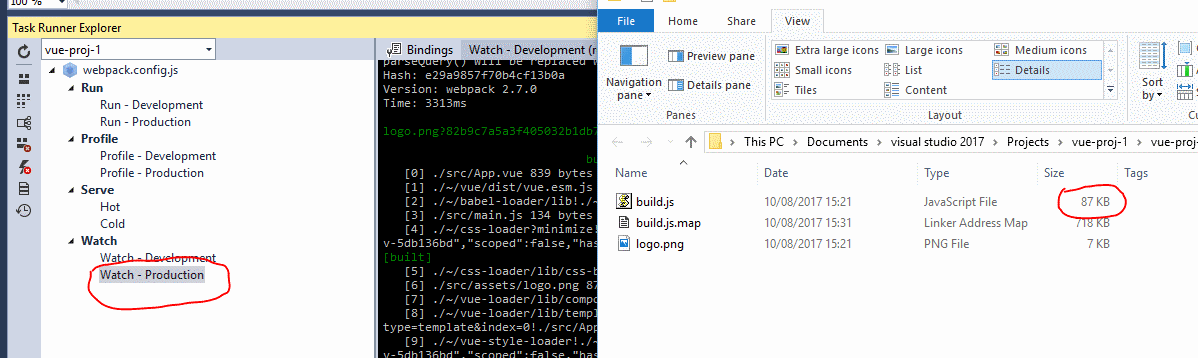 100 %
Task Runner Explorer
vue-proj-1
webpack.config.js
Run
Run - Development
Run - Production
Profile
Profile - Development
Profile - Production
Serve
Hot
Cold
Watch
Watch - Development
Watch - Production
Bindings
Watch - Development (r
parseQuery() will be replaced w
Hash: e29a9857f70b4cf13b0a
Version: webpack 2.7.0
Time: 3313ms
logo.png?82b9c7a5a3f405032b1db7
bu
[0] ./src/App.vue 839 bytes
[1] ./~/vue/dist/vue.esm.js
[2] ./~/babel-loader/lib!./~
[3] ./src/main.js 134 bytes
[4] ./~/css-loader?minimize!
v-5db136bd","scoped":false,"has
[built]
[5] ./~/css-loader/lib/css-b
[6] ./src/assets/logo.png 87
[7] ./~/vue-loader/lib/compo
[8] ./~/vue-loader/lib/templ
type=template&index=0!./src/App
[9] ./~/vue-style-loader!./~
v-5db136bd","scoped":false,"has
File
Home
Share
View
Navigation
pane
Preview pane
Details pane
Panes
Extra large icons
Large icons
Medium icons
Small icons
List
Details
Tiles
Content
Layout
Sort
by
Cu
This PC
Documents
visual studio 2017
Projects
vue-proj-1
vue-proj
Name
Date
Type
Size
Tags
build.js
10/08/2017 15:21
JavaScript File
87 KB
build.js.map
10/08/2017 15:31
Linker Address Map
718 KB
logo.png
10/08/2017 15:21
PNG File
7 KB